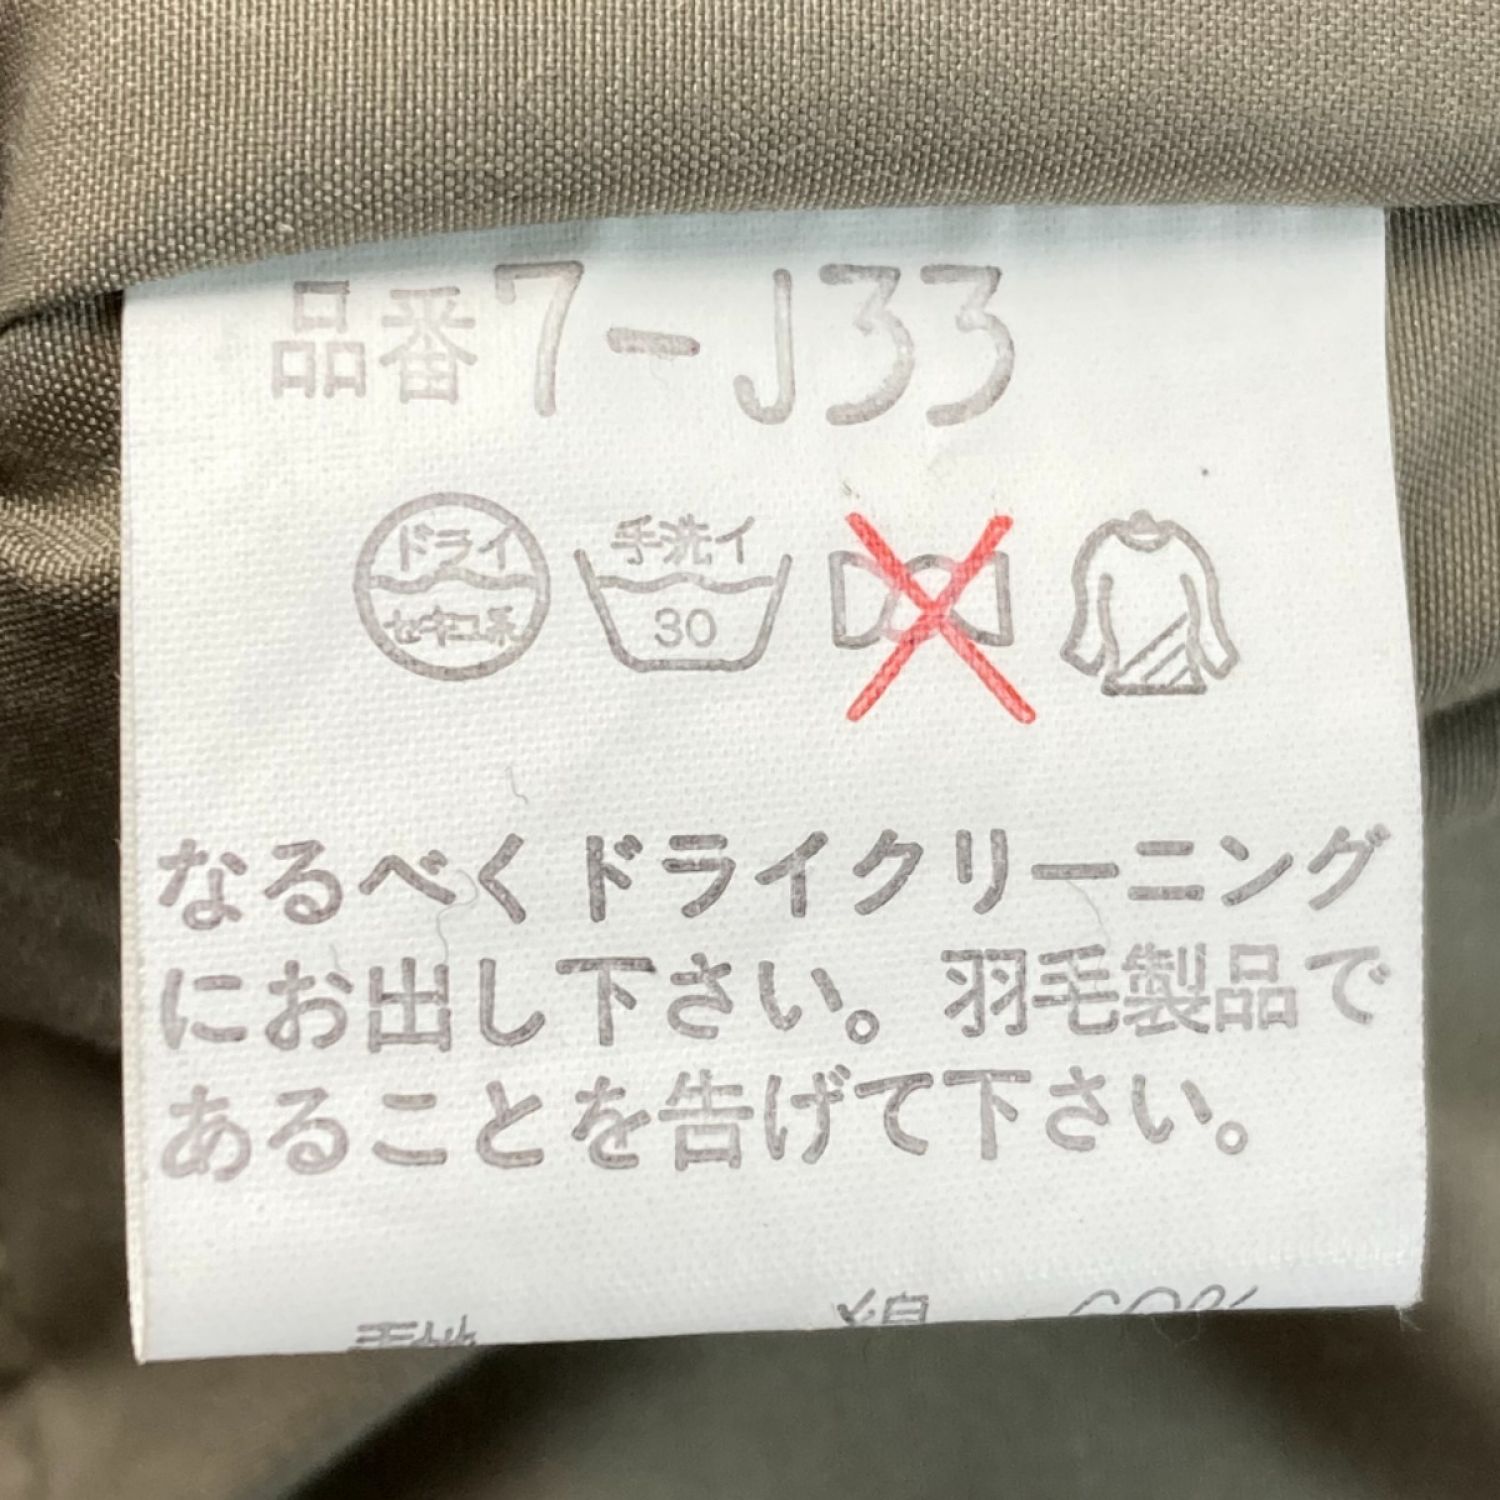 品番7-J33
ドライ
セキユ系
手洗イ
30
なるべくドライクリーニング
にお出し下さい。羽毛製品で
あることを告げて下さい。
綿 60%